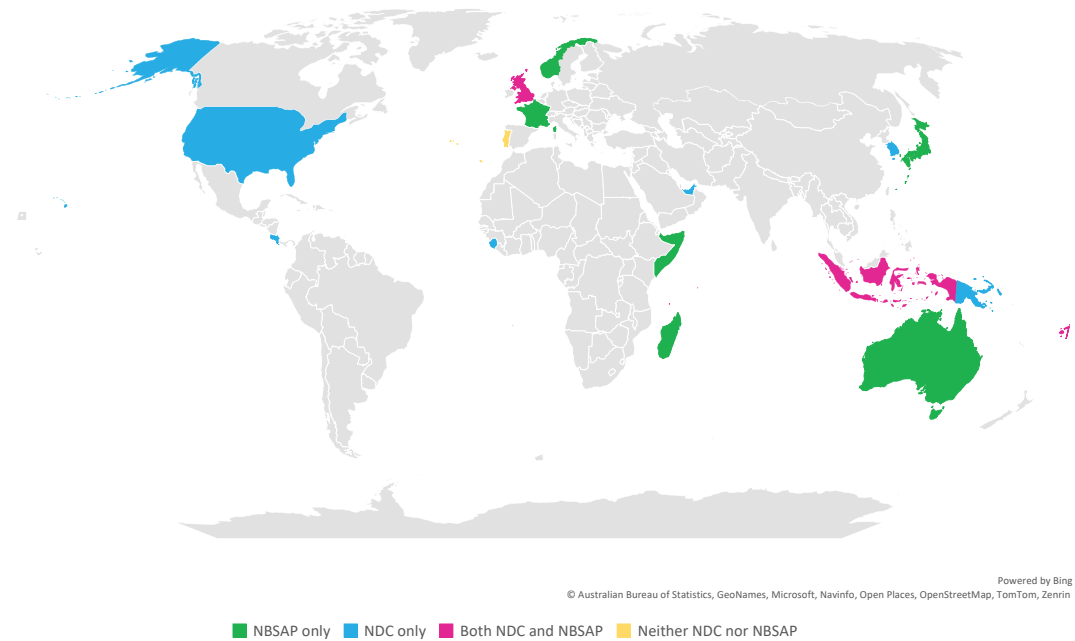 Powered by Bing
© Australian Bureau of Statistics, GeoNames, Microsoft, Navinfo, Open Places, OpenStreetMap, TomTom, Zenrin
NBSAP only NDC only Both NDC and NBSAP Neither NDC nor NBSAP